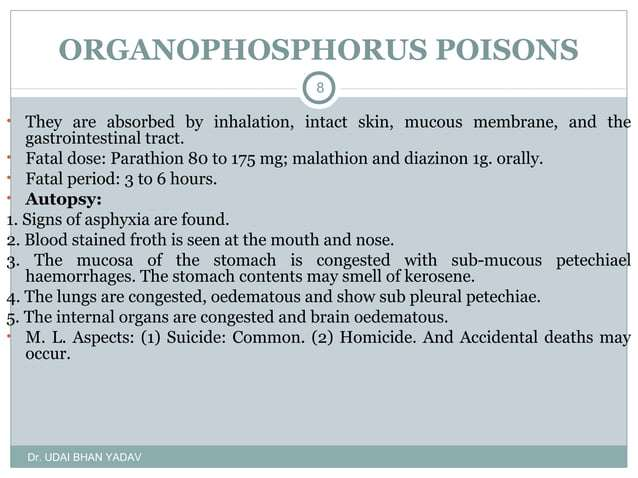 ORGANOPHOSPHORUS POISONS
8
• They are absorbed by inhalation, intact skin, mucous membrane, and the
gastrointestinal tract.
• Fatal dose: Parathion 80 to 175 mg; malathion and diazinon 1g. orally.
• Fatal period: 3 to 6 hours.
• Autopsy:
1. Signs of asphyxia are found.
2. Blood stained froth is seen at the mouth and nose.
3. The mucosa of the stomach is congested with sub-mucous petechiael
haemorrhages. The stomach contents may smell of kerosene.
4. The lungs are congested, oedematous and show sub pleural petechiae.
5. The internal organs are congested and brain oedematous.
• M. L. Aspects: (1) Suicide: Common. (2) Homicide. And Accidental deaths may
occur.
Dr. UDAI BHAN YADAV